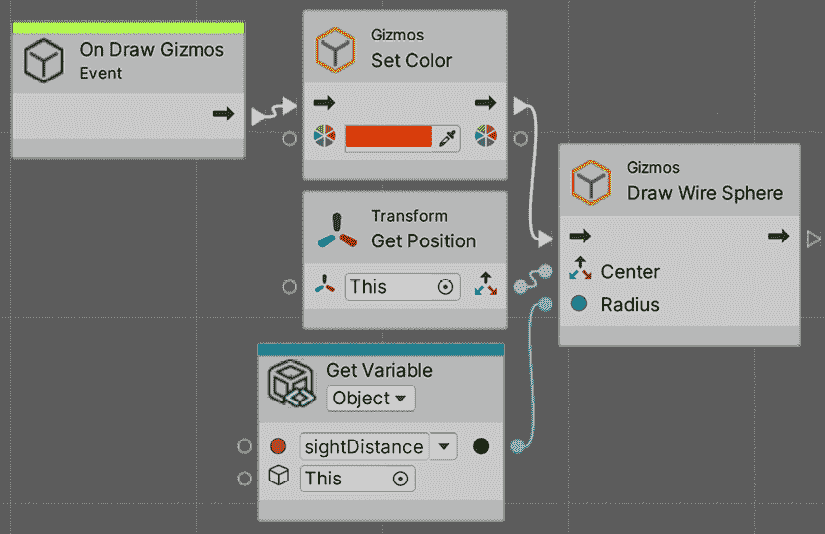 On Draw Gizmos
Event
Gizmos
Set Color
Transform
Get Position
This
Get Variable
Object
sightDistance
This
Gizmos
Draw Wire Sphere
Center
Radius